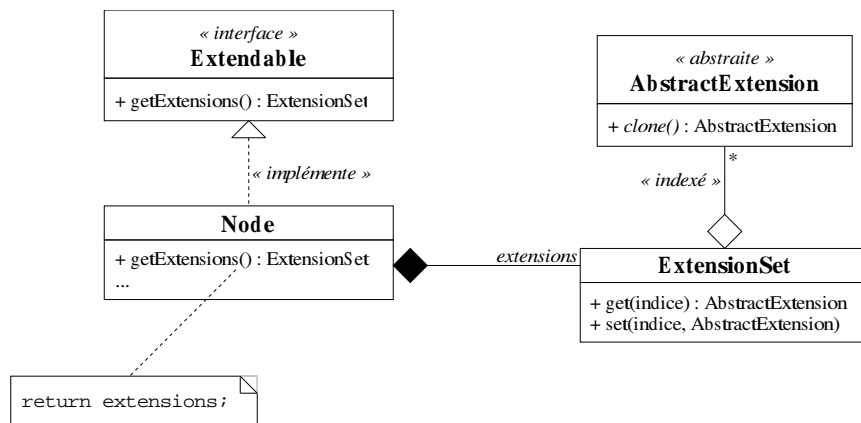 « interface »
Extendable
+ getExtensions() : ExtensionSet
« implémente »
Node
+ getExtensions() : ExtensionSet
...
return extensions;
extensions
« abstraite »
AbstractExtension
+ clone() : AbstractExtension
*
« indexé »
ExtensionSet
+ get(indice) : AbstractExtension
+ set(indice, AbstractExtension)